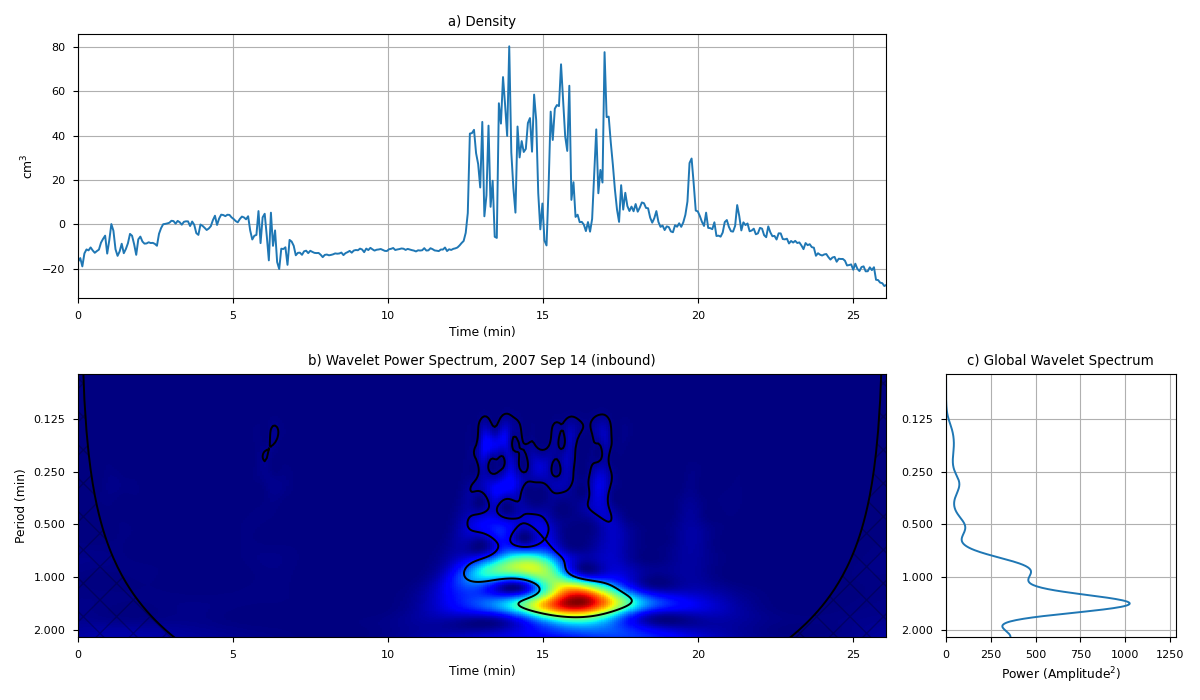 a) Density
80
60
40
20
0
−20
cm³
0 5 10 15 20 25
Time (min)
b) Wavelet Power Spectrum, 2007 Sep 14 (inbound)
c) Global Wavelet Spectrum
0.125
0.250
0.500
1.000
2.000
Period (min)
0 5 10 15 20 25
Time (min)
0.125
0.250
0.500
1.000
2.000
0 250 500 750 1000 1250
Power (Amplitude²)